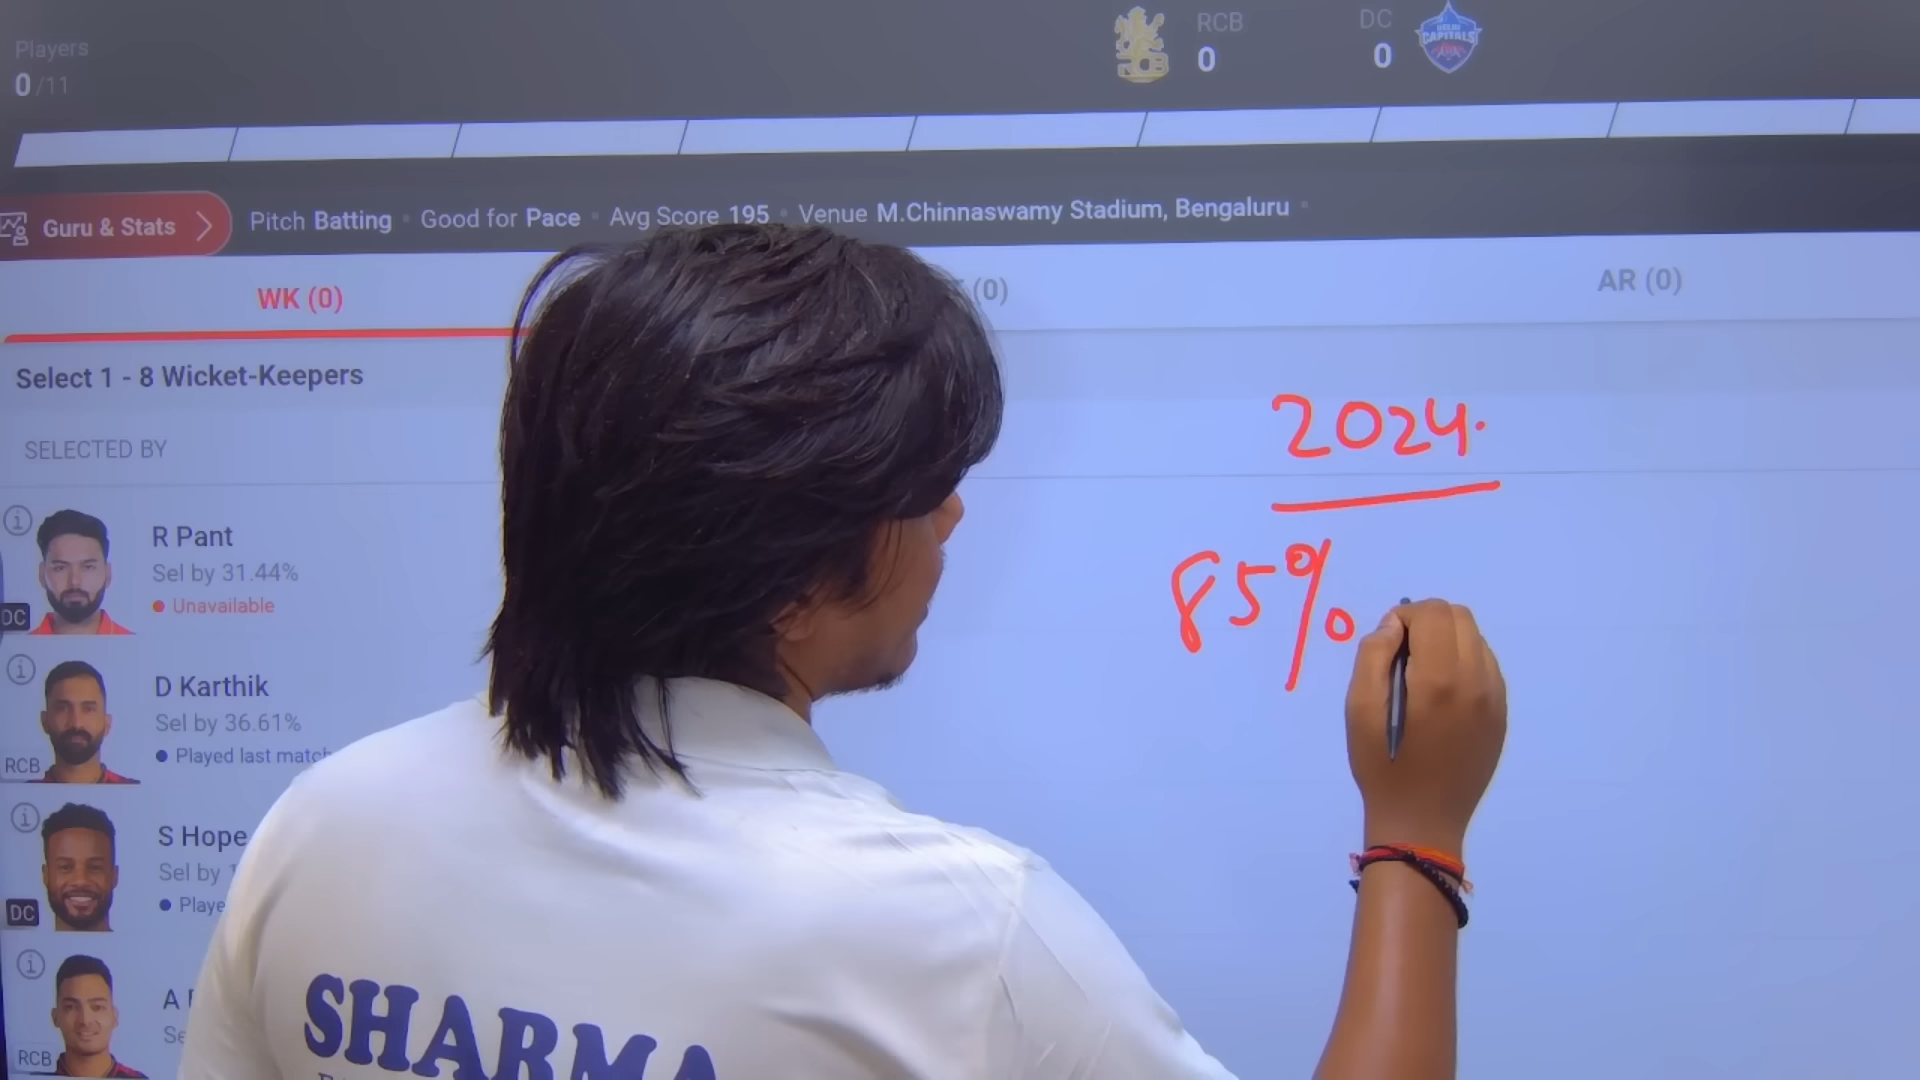 Players
0/11
RCB
0
DC
0
DELHI
CAPITALS
RCB
Guru & Stats
Pitch Batting • Good for Pace • Avg Score 195 • Venue M.Chinnaswamy Stadium, Bengaluru •
WK (0)
(0)
AR (0)
Select 1 - 8 Wicket-Keepers
SELECTED BY
2024.
85%
R Pant
Sel by 31.44%
• Unavailable
DC
D Karthik
Sel by 36.61%
• Played last match
RCB
S Hope
Sel by
DC
A
RCB
SHARMA